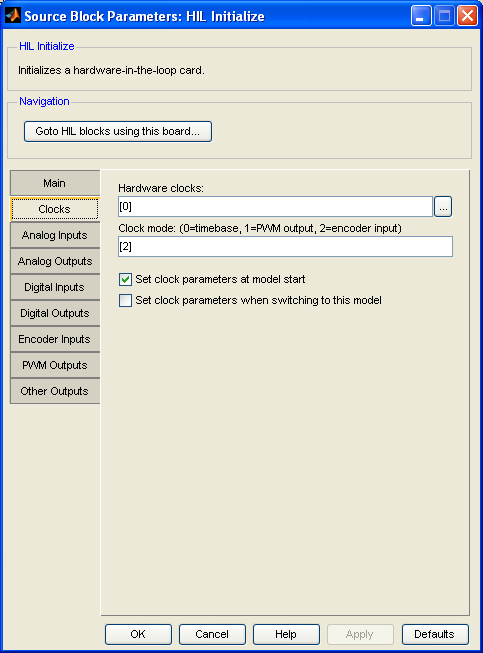 Source Block Parameters: HIL Initialize
HIL Initialize
Initializes a hardware-in-the-loop card.
Navigation
Goto HIL blocks using this board...
Main
Clocks
Analog Inputs
Analog Outputs
Digital Inputs
Digital Outputs
Encoder Inputs
PWM Outputs
Other Outputs
Hardware clocks:
[0]
...
Clock mode: (0=timebase, 1=PWM output, 2=encoder input)
[2]
Set clock parameters at model start
Set clock parameters when switching to this model
OK Cancel Help Apply Defaults